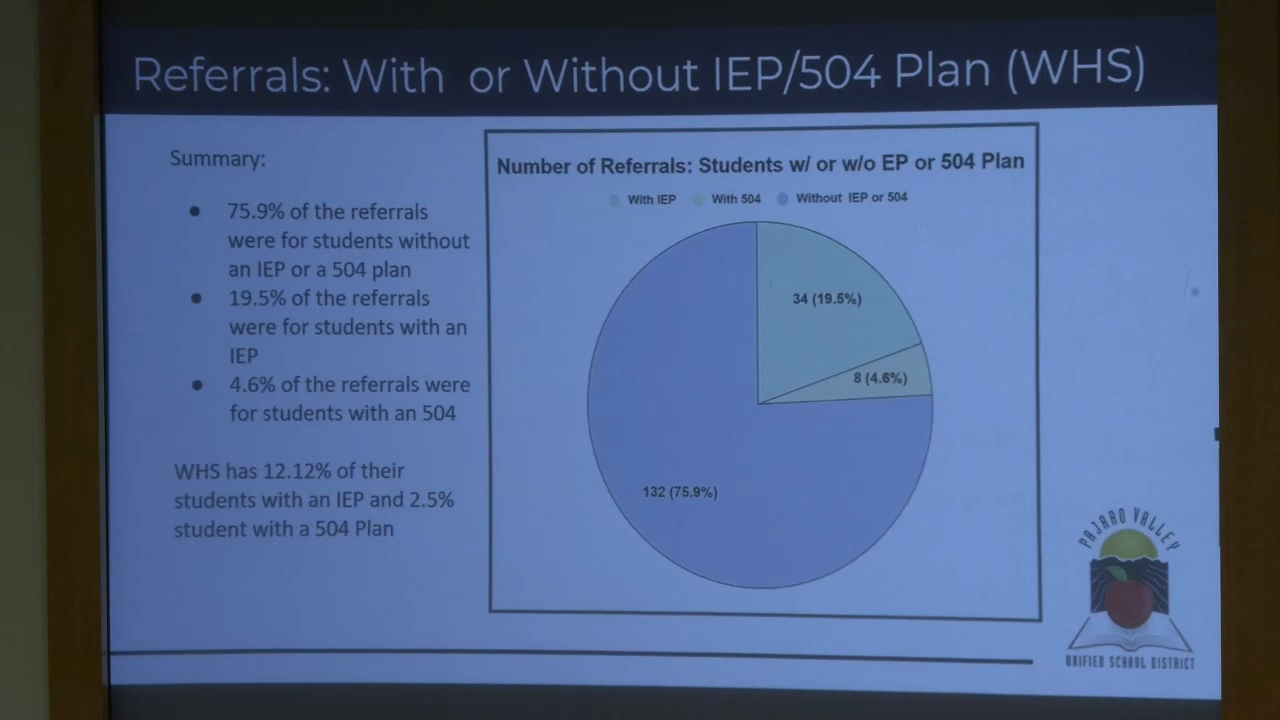 Referrals: With or Without IEP/504 Plan (WHS)
Summary:
● 75.9% of the referrals
were for students without
an IEP or a 504 plan
● 19.5% of the referrals
were for students with an
IEP
● 4.6% of the referrals were
for students with an 504
WHS has 12.12% of their
students with an IEP and 2.5%
student with a 504 Plan
Number of Referrals: Students w/ or w/o EP or 504 Plan
With IEP With 504 Without IEP or 504
34 (19.5%)
8 (4.6%)
132 (75.9%)
PAJARO VALLEY
UNIFIED SCHOOL DISTRICT